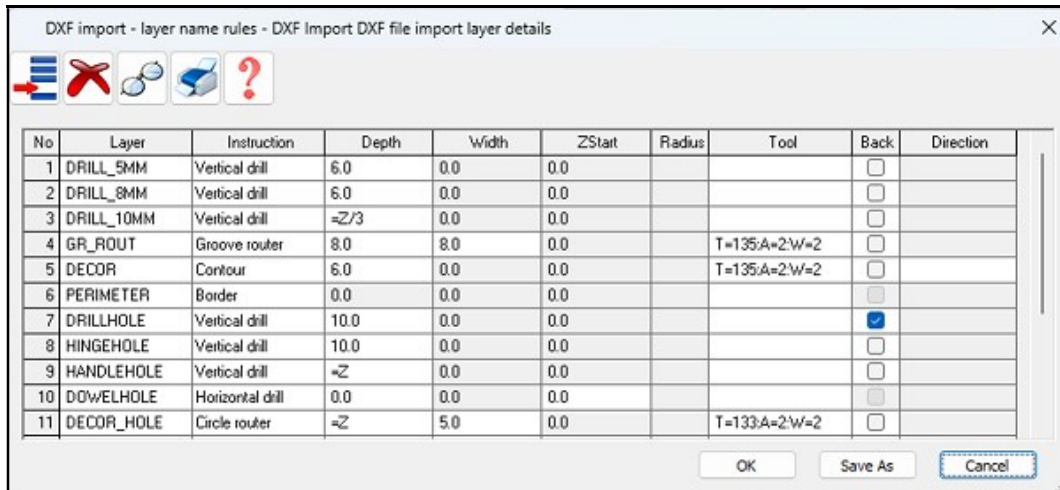 DXF import - layer name rules - DXF Import DXF file import layer details
No Layer Instruction Depth Width ZStart Radius Tool Back Direction
1 DRILL_5MM Vertical drill 6.0 0.0 0.0
2 DRILL_8MM Vertical drill 6.0 0.0 0.0
3 DRILL_10MM Vertical drill =Z/3 0.0 0.0
4 GR_ROUT Groove router 8.0 8.0 0.0 T=135:A=2:W=2
5 DECOR Contour 6.0 0.0 0.0 T=135:A=2:W=2
6 PERIMETER Border 0.0 0.0 0.0
7 DRILLHOLE Vertical drill 10.0 0.0 0.0
8 HINGEHOLE Vertical drill 10.0 0.0 0.0
9 HANDLEHOLE Vertical drill =Z 0.0 0.0
10 DOWELHOLE Horizontal drill 0.0 0.0 0.0
11 DECOR_HOLE Circle router =Z 5.0 0.0 T=133:A=2:W=2
OK Save As Cancel